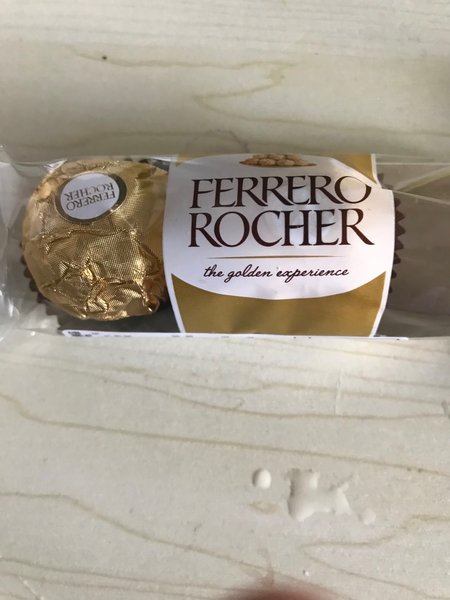 FERRERO
ROCHER
FERRERO
ROCHER
the golden experience